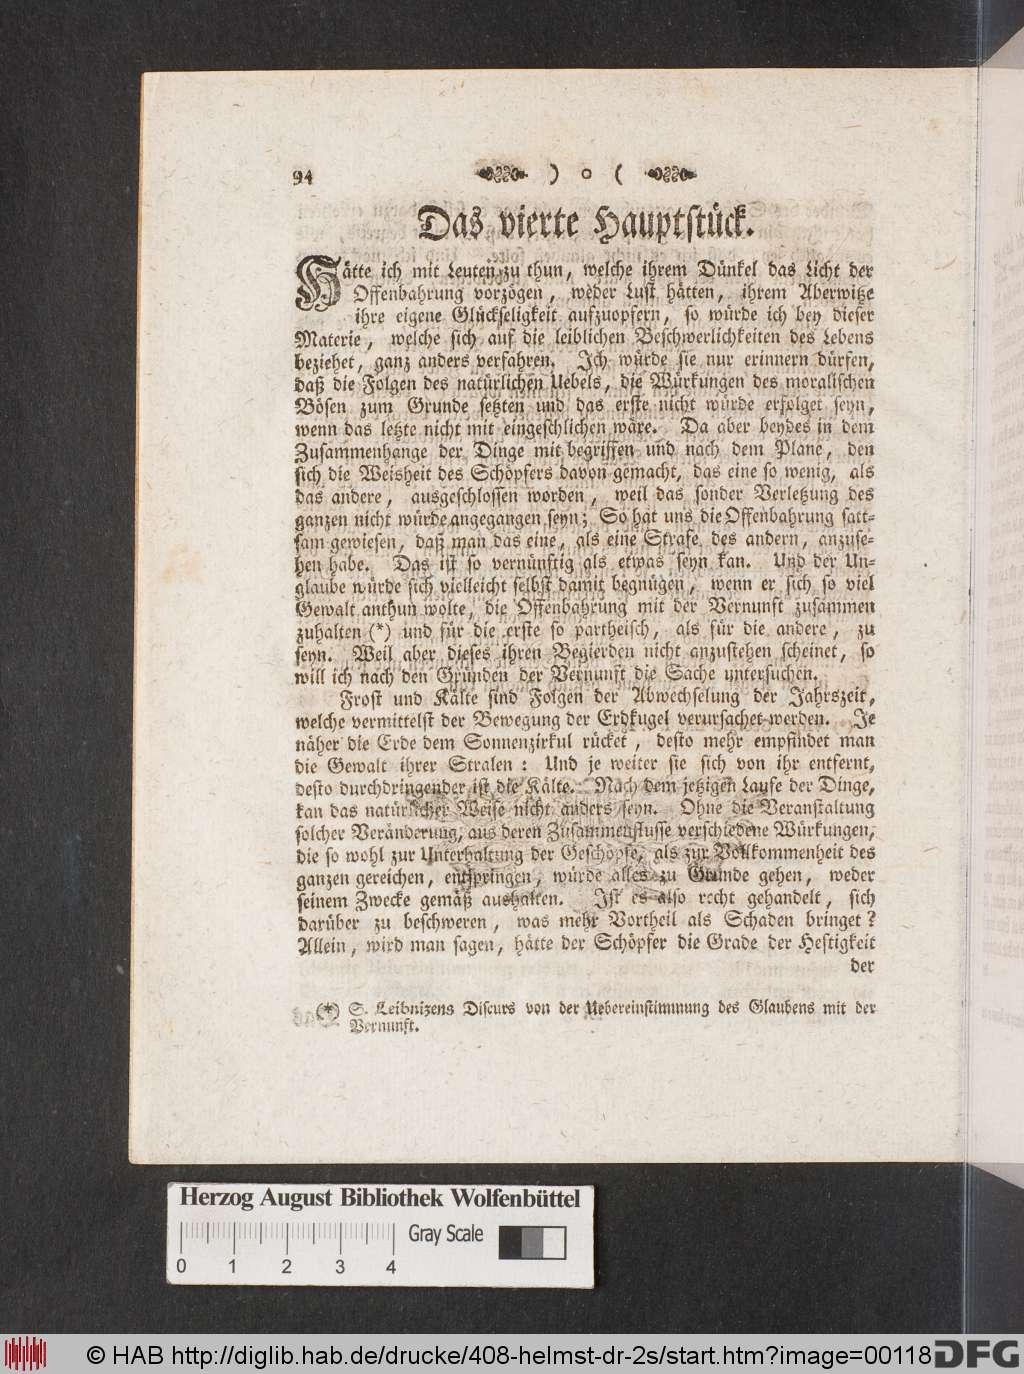 94 ) o (
Das vierte Hauptstück.
Hätte ich mit Leuten zu thun, welche ihrem Dünkel das Licht der
Offenbahrung vorzögen, weder Lust hätten, ihrem Aberwitze
ihre eigene Glückseligkeit aufzuopfern, so würde ich bey dieser
Materie, welche sich auf die leiblichen Beschwerlichkeiten des Lebens
beziehet, ganz anders verfahren. Ich würde sie nur erinnern dürfen,
daß die Folgen des natürlichen Uebels, die Würkungen des moralischen
Bösen zum Grunde setzten und das erste nicht würde erfolget seyn,
wenn das letzte nicht mit eingeschlichen wäre. Da aber beydes in dem
Zusammenhange der Dinge mit begriffen und nach dem Plane, den
sich die Weisheit des Schöpfers davon gemacht, das eine so wenig, als
das andere, ausgeschlossen worden, weil das sonder Verletzung des
ganzen nicht würde angegangen seyn; So hat uns die Offenbahrung satt-
sam gewiesen, daß man das eine, als eine Strafe des andern, anzuse-
hen habe. Das ist so vernünftig als etwas seyn kan. Und der Un-
glaube würde sich vielleicht selbst damit begnügen, wenn er sich so viel
Gewalt anthun wolte, die Offenbahrung mit der Vernunft zusammen
zuhalten (*) und für die erste so partheisch, als für die andere, zu
seyn. Weil aber dieses ihren Begierden nicht anzustehen scheinet, so
will ich nach den Gründen der Vernunft die Sache untersuchen.
Frost und Kälte sind Folgen der Abwechselung der Jahrszeit,
welche vermittelst der Bewegung der Erdkugel verursachet werden. Je
näher die Erde dem Sonnenzirkul rücket, desto mehr empfindet man
die Gewalt ihrer Stralen: Und je weiter sie sich von ihr entfernt,
desto durchdringender ist die Kälte. Nach dem jetzigen Laufe der Dinge,
kan das natürlicher Weise nicht anders seyn. Ohne die Veranstaltung
solcher Veränderung, aus deren Zusammenflusse verschiedene Würkungen,
die so wohl zur Unterhaltung der Geschöpfe, als zur Vollkommenheit des
ganzen gereichen, entspringen, würde alles zu Grunde gehen, weder
seinem Zwecke gemäß aushalten. Ist es also recht gehandelt, sich
darüber zu beschweren, was mehr Vortheil als Schaden bringet?
Allein, wird man sagen, hätte der Schöpfer die Grade der Heftigkeit
der
(*) S. Leibnizens Discurs von der Uebereinstimmung des Glaubens mit der
Vernunft.
Herzog August Bibliothek Wolfenbüttel
Gray Scale
0 1 2 3 4
© HAB http://diglib.hab.de/drucke/408-helmst-dr-2s/start.htm?image=00118
DFG